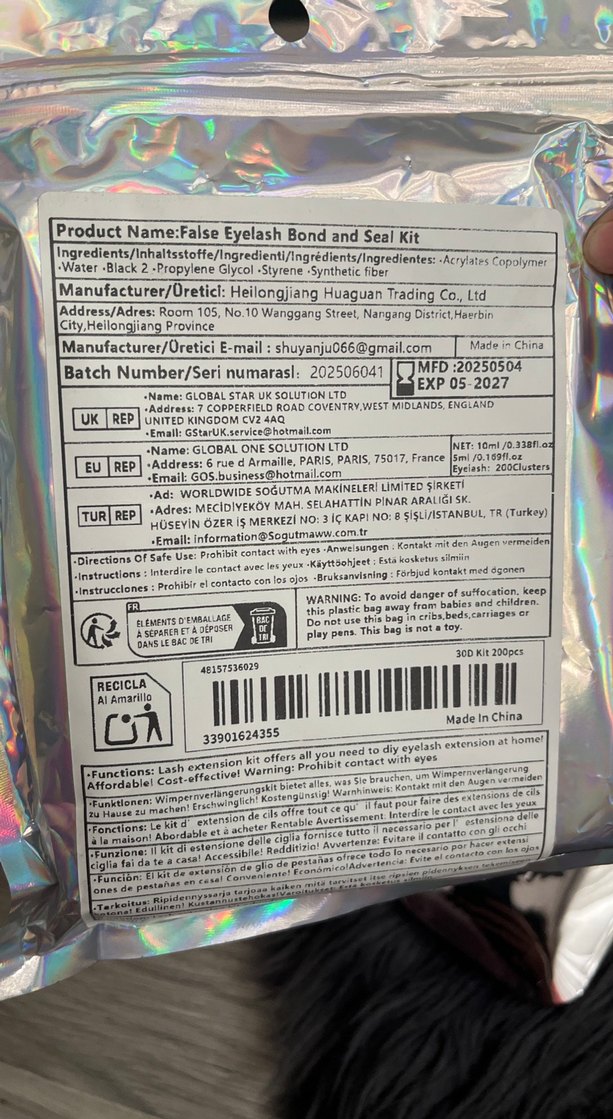 Product Name:False Eyelash Bond and Seal Kit
Ingredients/Inhaltsstoffe/Ingredienti/Ingrédients/Ingredientes: ·Acrylates Copolymer
·Water ·Black 2 ·Propylene Glycol ·Styrene ·Synthetic fiber
Manufacturer/Üretici: Heilongjiang Huaguan Trading Co., Ltd
Address/Adres: Room 105, No.10 Wanggang Street, Nangang District,Haerbin
City,Heilongjiang Province
Manufacturer/Üretici E-mail : shuyanju066@gmail.com
Made in China
Batch Number/Seri numarası: 202506041
MFD :20250504
EXP 05-2027
UK REP
·Name: GLOBAL STAR UK SOLUTION LTD
·Address: 7 COPPERFIELD ROAD COVENTRY,WEST MIDLANDS, ENGLAND
UNITED KINGDOM CV2 4AQ
·Email: GStarUK.service@hotmail.com
EU REP
·Name: GLOBAL ONE SOLUTION LTD
·Address: 6 rue d Armaille, PARIS, PARIS, 75017, France
·Email: GOS.business@hotmail.com
NET: 10ml /0.338fl.oz
5ml /0.169fl.oz
Eyelash: 200Clusters
TUR REP
·Ad: WORLDWIDE SOĞUTMA MAKİNELERİ LİMİTED ŞİRKETİ
·Adres: MECİDİYEKÖY MAH. SELAHATTİN PINAR ARALIĞI SK.
HÜSEYİN ÖZER İŞ MERKEZİ NO: 3 İÇ KAPI NO: 8 ŞİŞLİ/ISTANBUL, TR (Turkey)
·Email: information@Sogutmaww.com.tr
·Directions Of Safe Use: Prohibit contact with eyes ·Anweisungen : Kontakt mit den Augen vermeiden
·Instructions : Interdire le contact avec les yeux ·Käyttöohjeet : Estä kosketus silmiin
·Instrucciones : Prohibir el contacto con los ojos ·Bruksanvisning : Förbjud kontakt med ögonen
FR
ÉLÉMENTS D'EMBALLAGE
À SÉPARER ET À DÉPOSER
DANS LE BAC DE TRI
BAC
DE
TRI
WARNING: To avoid danger of suffocation, keep
this plastic bag away from babies and children.
Do not use this bag in cribs,beds,carriages or
play pens. This bag is not a toy.
RECICLA
Al Amarillo
48157536029
30D Kit 200pcs
33901624355
Made In China
·Functions: Lash extension kit offers all you need to diy eyelash extension at home!
Affordable! Cost-effective! Warning: Prohibit contact with eyes
·Funktionen: Wimpernverlängerungskit bietet alles, was Sie brauchen, um Wimpernverlängerung
zu Hause zu machen! Erschwinglich! Kostengünstig! Warnhinweis: Kontakt mit den Augen vermeiden
·Fonctions: Le kit d' extension de cils offre tout ce qu' il faut pour faire des extensions de cils
à la maison! Abordable et à acheter Rentable Avertissement: Interdire le contact avec les yeux
·Funzione: Il kit di estensione delle ciglia fornisce tutto il necessario per l' estensione delle
ciglia fai da te a casa! Accessibile! Redditizio! Avvertenze: Evitare il contatto con gli occhi
·Función: El kit de extensión de glio de pestañas ofrece todo lo necesario por hacer extensi
ones de pestañas en casa! Conveniente! Económico!Advertencia: Evite el contacto con los ojos
·Tarkoitus: Ripidennyssarja tarjoaa kaiken mitä tarvitset itse ripsien pidennyksen tekemiseen
kotona! Edullinen! Kustannustehokas!Varoitukset: Estä kosketus silmiin